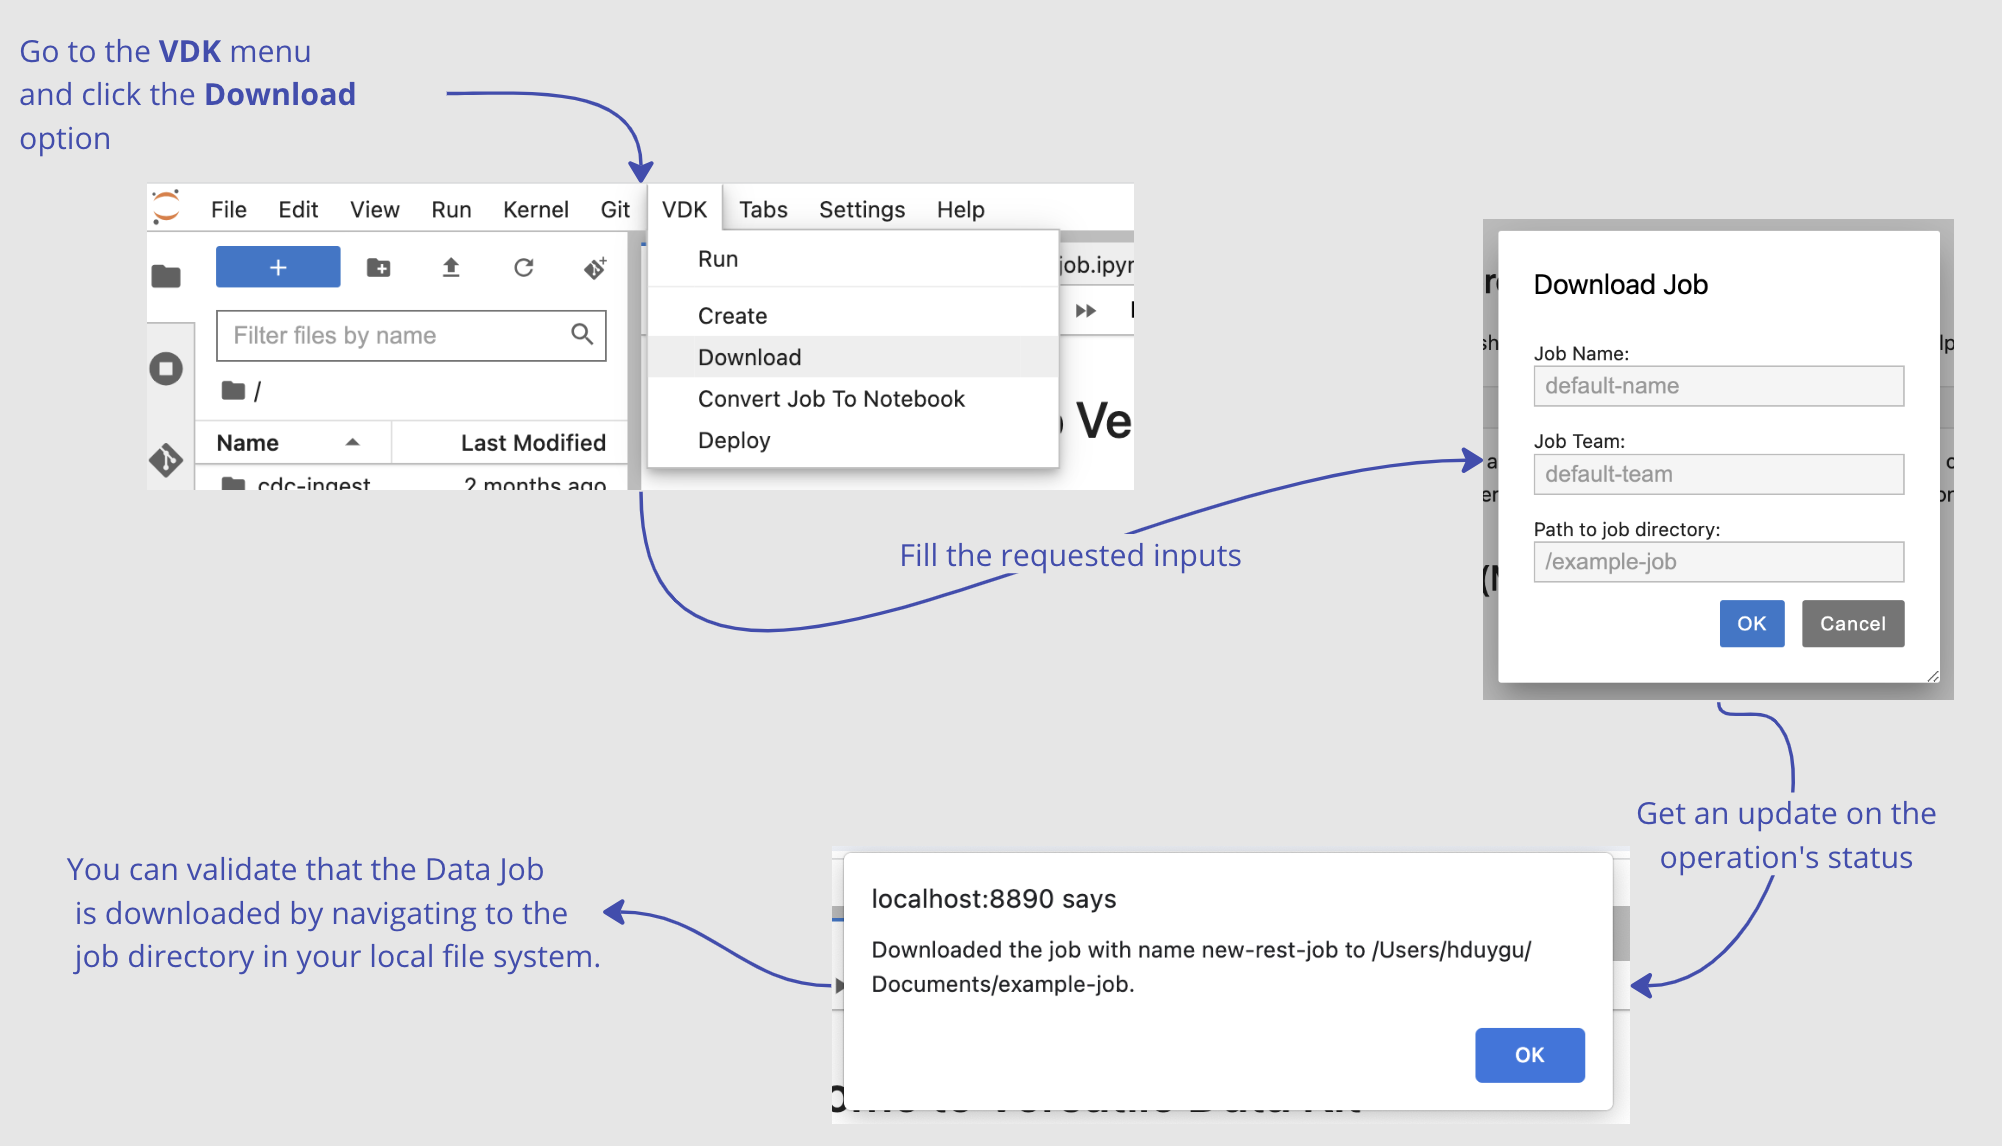 Go to the VDK menu
and click the Download
option
File Edit View Run Kernel Git VDK Tabs Settings Help
Run
Create
Download
Convert Job To Notebook
Deploy
+
Filter files by name
/
Name Last Modified
cdc-ingest 2 months ago
Ve
Fill the requested inputs
Download Job
Job Name:
default-name
Job Team:
default-team
Path to job directory:
/example-job
OK Cancel
Get an update on the
operation's status
localhost:8890 says
Downloaded the job with name new-rest-job to /Users/hduygu/
Documents/example-job.
OK
You can validate that the Data Job
is downloaded by navigating to the
job directory in your local file system.